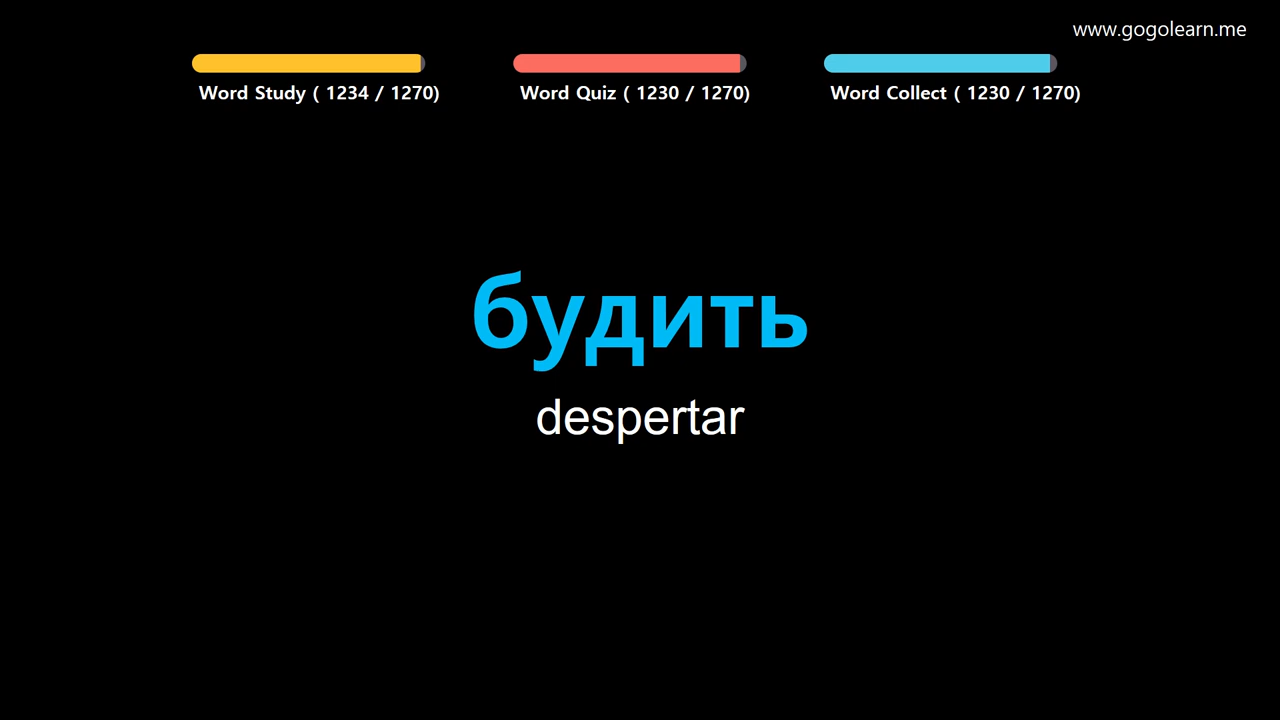 www.gogolearn.me
Word Study ( 1234 / 1270)
Word Quiz ( 1230 / 1270)
Word Collect ( 1230 / 1270)
будить
despertar